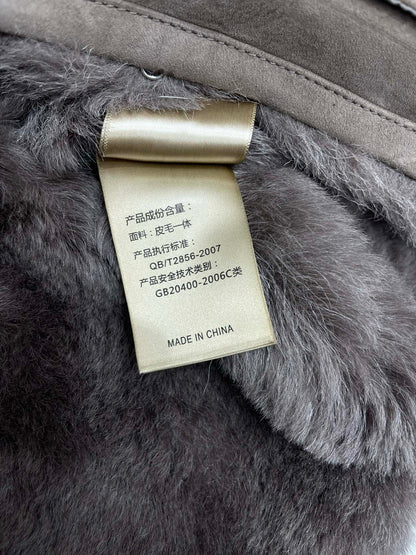 产品成份含量：
面料：皮毛一体
产品执行标准：
QB/T2856-2007
产品安全技术类别：
GB20400-2006C类
MADE IN CHINA